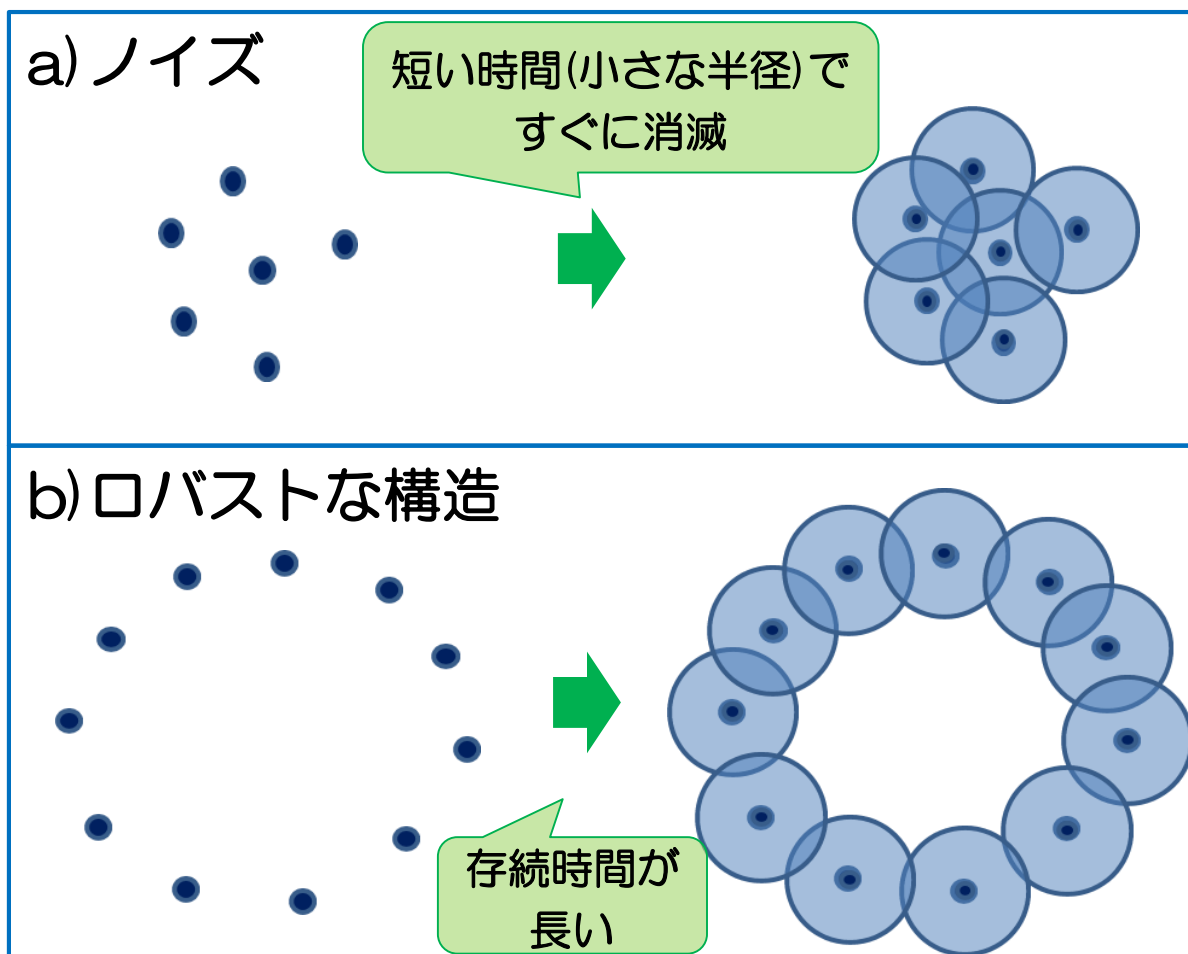 a)ノイズ
短い時間(小さな半径)で
すぐに消滅
b)ロバストな構造
存続時間が
長い